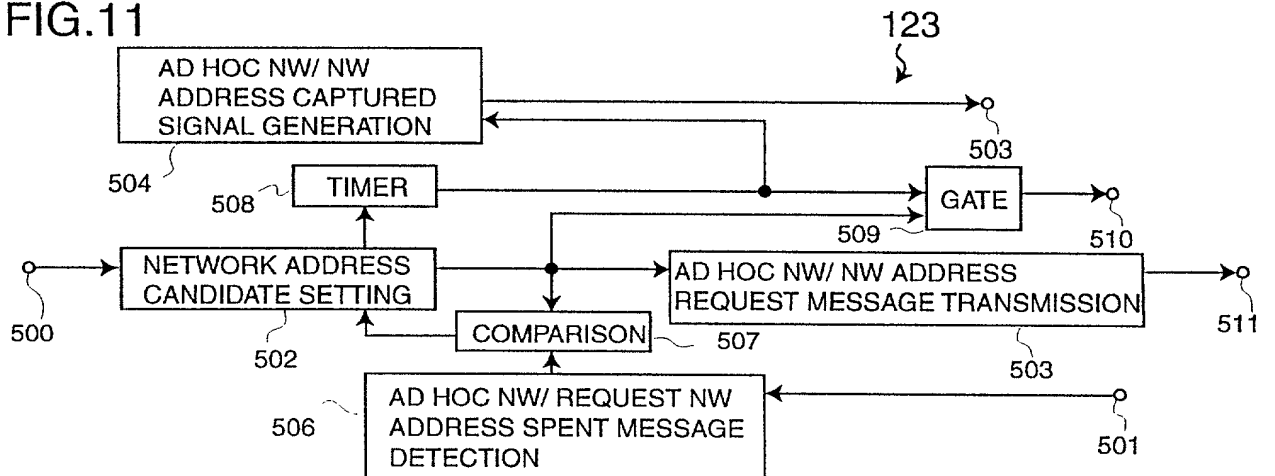 FIG.11
123
AD HOC NW/ NW
ADDRESS CAPTURED
SIGNAL GENERATION
503
504
508
TIMER
GATE
509
510
NETWORK ADDRESS
CANDIDATE SETTING
AD HOC NW/ NW ADDRESS
REQUEST MESSAGE TRANSMISSION
500
502
COMPARISON
507
511
503
506
AD HOC NW/ REQUEST NW
ADDRESS SPENT MESSAGE
DETECTION
501